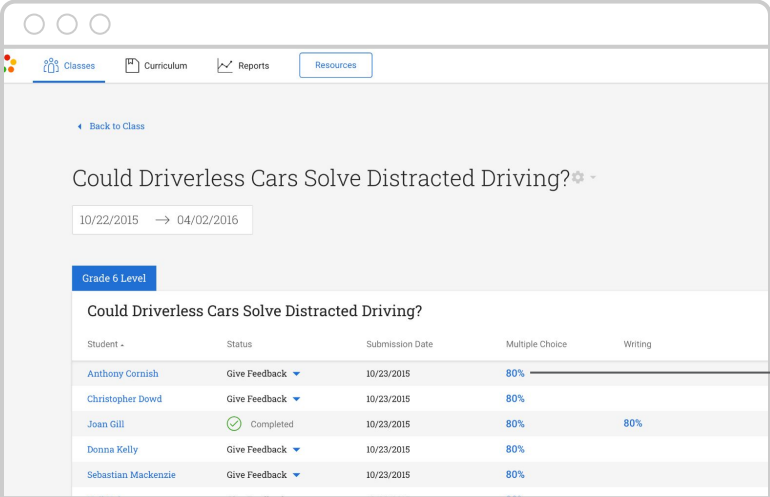 Classes Curriculum Reports Resources
Back to Class
Could Driverless Cars Solve Distracted Driving?
10/22/2015 → 04/02/2016
Grade 6 Level
Could Driverless Cars Solve Distracted Driving?
Student Status Submission Date Multiple Choice Writing
Anthony Cornish Give Feedback 10/23/2015 80%
Christopher Dowd Give Feedback 10/23/2015 80%
Joan Gill Completed 10/23/2015 80% 80%
Donna Kelly Give Feedback 10/23/2015 80%
Sebastian Mackenzie Give Feedback 10/23/2015 80%